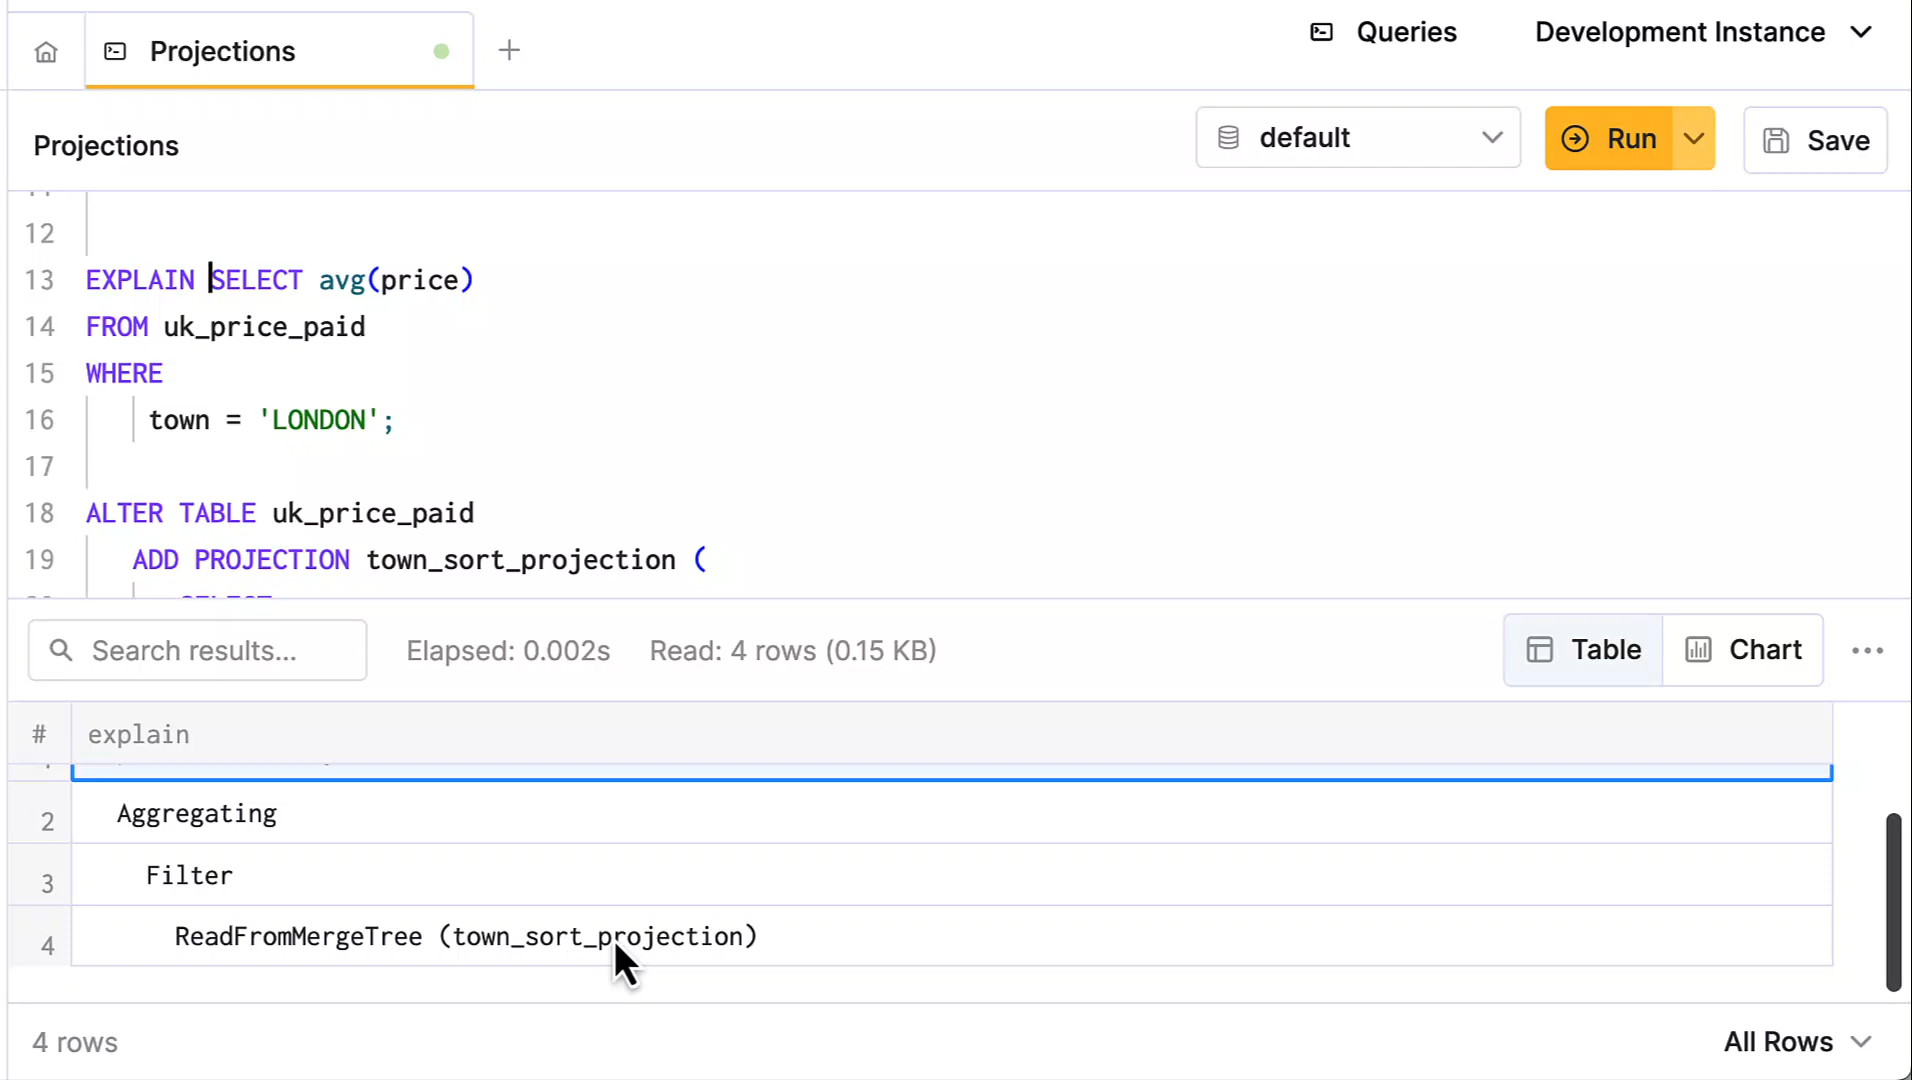 Projections
Queries
Development Instance
Projections
default
Run
Save
12
13 EXPLAIN SELECT avg(price)
14 FROM uk_price_paid
15 WHERE
16 town = 'LONDON';
17
18 ALTER TABLE uk_price_paid
19 ADD PROJECTION town_sort_projection (
Search results...
Elapsed: 0.002s
Read: 4 rows (0.15 KB)
Table
Chart
# explain
2 Aggregating
3 Filter
4 ReadFromMergeTree (town_sort_projection)
4 rows
All Rows